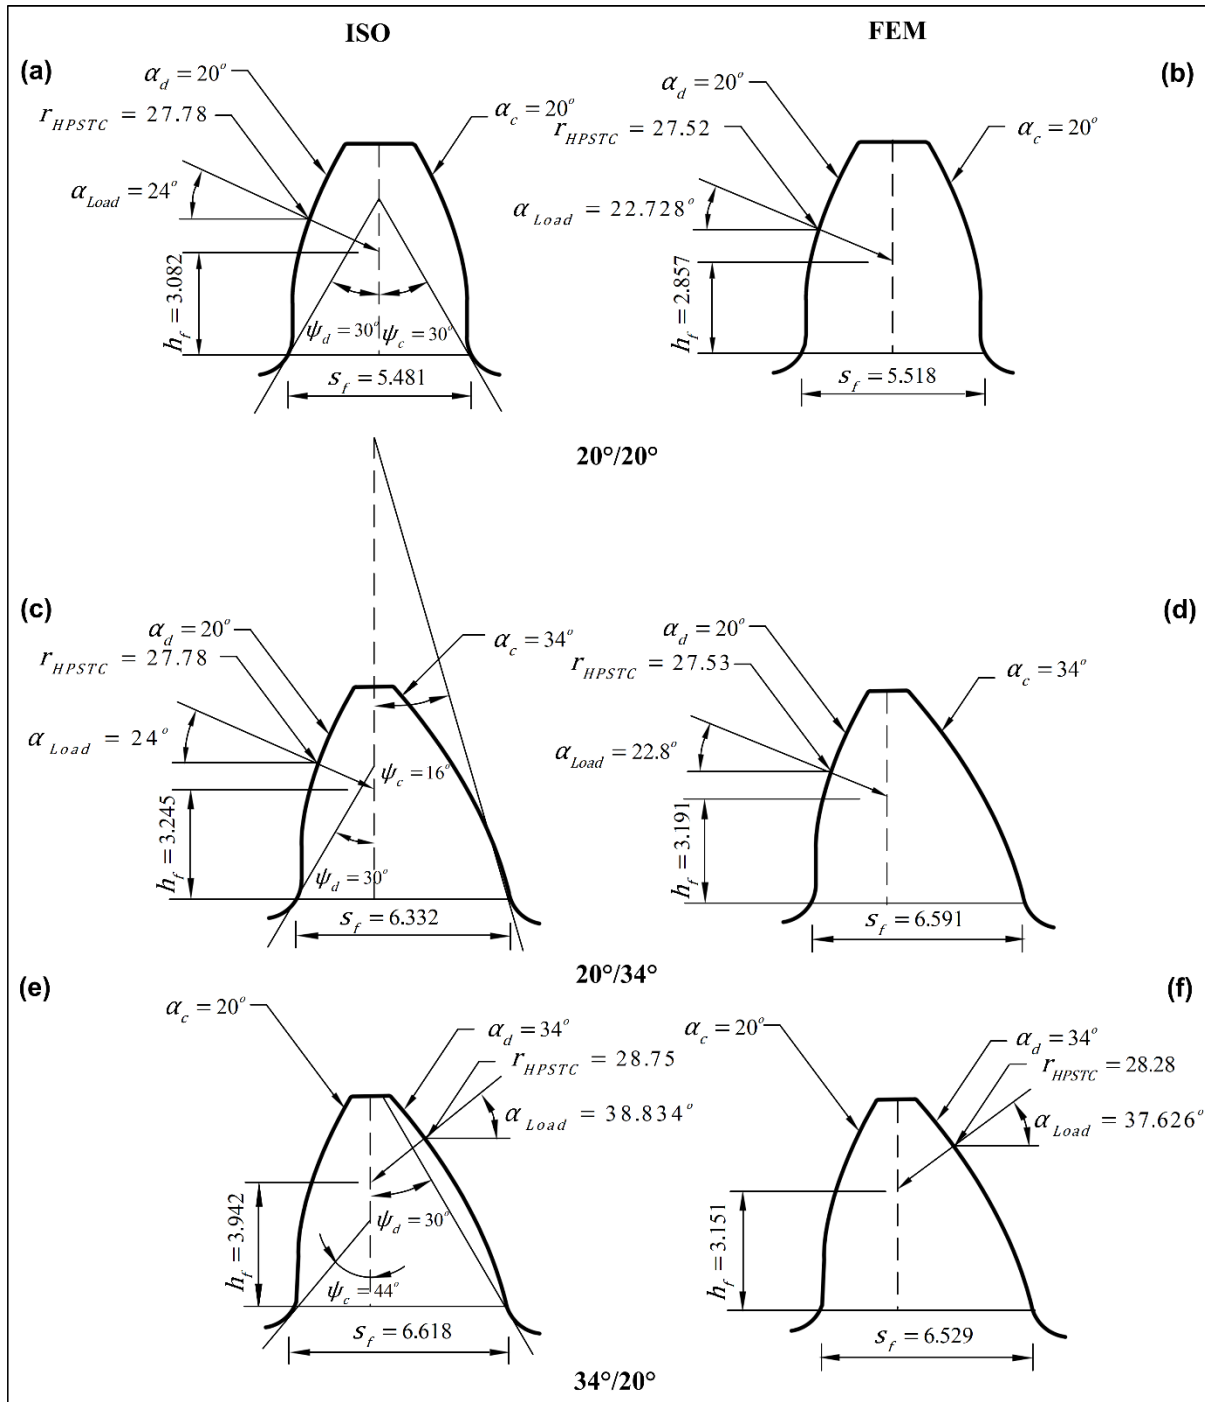 ISO
FEM
(a)
α_d = 20°
r_HPSTC = 27.78
α_c = 20°
α_Load = 24°
h_f = 3.082
ψ_d = 30°
ψ_c = 30°
s_f = 5.481
(b)
α_d = 20°
r_HPSTC = 27.52
α_c = 20°
α_Load = 22.728°
h_f = 2.857
s_f = 5.518
20°/20°
(c)
α_d = 20°
r_HPSTC = 27.78
α_c = 34°
α_Load = 24°
ψ_c = 16°
h_f = 3.245
ψ_d = 30°
s_f = 6.332
(d)
α_d = 20°
r_HPSTC = 27.53
α_c = 34°
α_Load = 22.8°
h_f = 3.191
s_f = 6.591
20°/34°
(e)
α_c = 20°
α_d = 34°
r_HPSTC = 28.75
α_Load = 38.834°
h_f = 3.942
ψ_d = 30°
ψ_c = 44°
s_f = 6.618
(f)
α_c = 20°
α_d = 34°
r_HPSTC = 28.28
α_Load = 37.626°
h_f = 3.151
s_f = 6.529
34°/20°